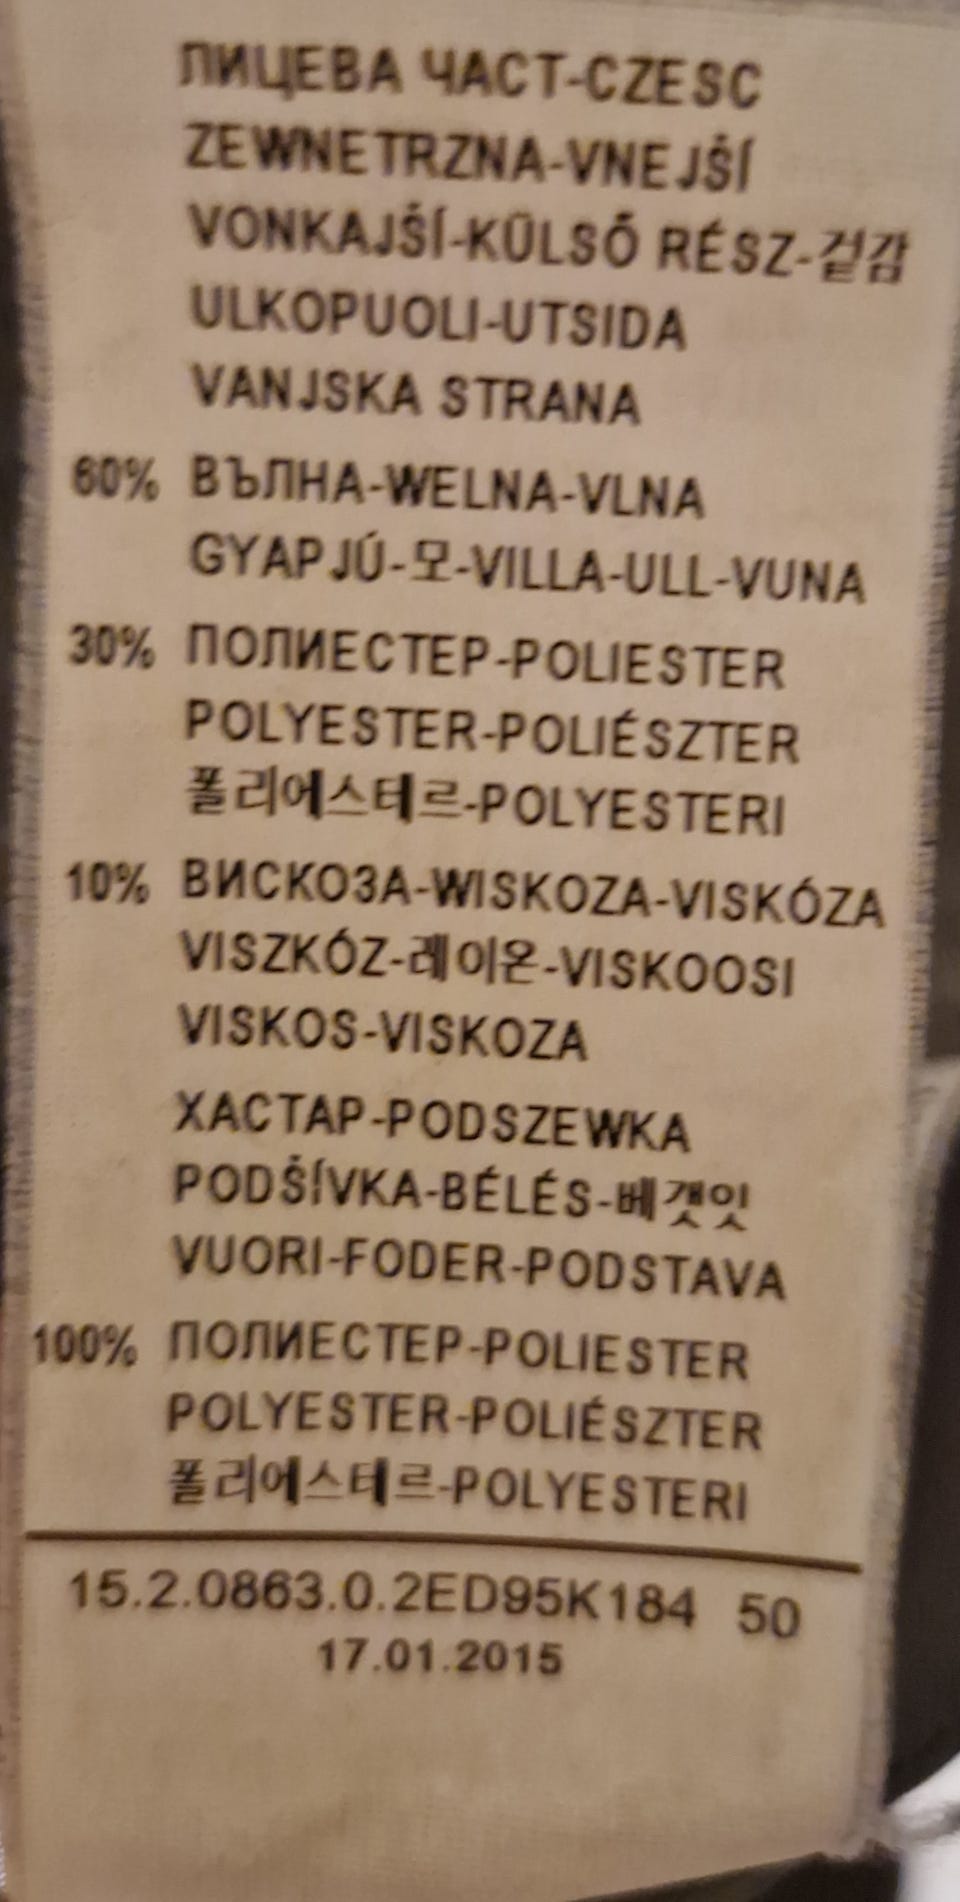 ЛИЦЕВА ЧАСТ-CZESC
ZEWNETRZNA-VNEJŠÍ
VONKAJŠÍ-KÜLSŐ RÉSZ-겉감
ULKOPUOLI-UTSIDA
VANJSKA STRANA
60% ВЪЛНА-WELNA-VLNA
GYAPJÚ-모-VILLA-ULL-VUNA
30% ПОЛИЕСТЕР-POLIESTER
POLYESTER-POLIÉSZTER
폴리에스테르-POLYESTERI
10% ВИСКОЗА-WISKOZA-VISKÓZA
VISZKÓZ-레이온-VISKOOSI
VISKOS-VISKOZA
ХАСТАР-PODSZEWKA
PODŠÍVKA-BÉLÉS-베갯잇
VUORI-FODER-PODSTAVA
100% ПОЛИЕСТЕР-POLIESTER
POLYESTER-POLIÉSZTER
폴리에스테르-POLYESTERI
15.2.0863.0.2ED95K184 50
17.01.2015